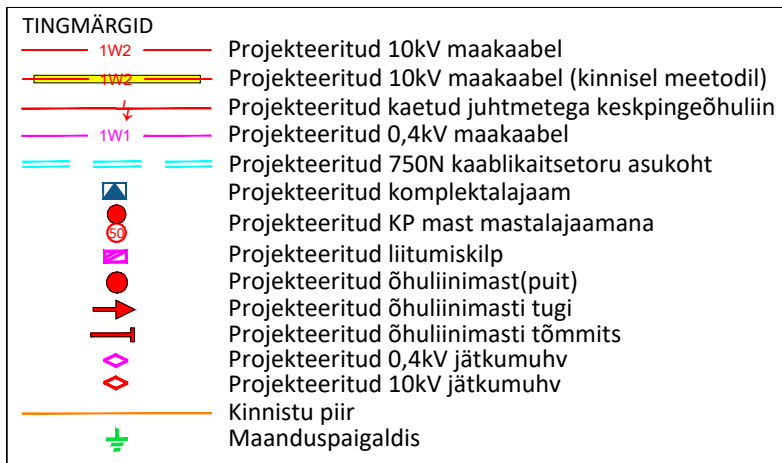 TINGMÄRGID
1W2 Projekteeritud 10kV maakaabel
1W2 Projekteeritud 10kV maakaabel (kinnisel meetodil)
Projekteeritud kaetud juhtmetega keskpingeõhuliin
1W1 Projekteeritud 0,4kV maakaabel
Projekteeritud 750N kaablikaitsetoru asukoht
Projekteeritud komplektalajaam
50 Projekteeritud KP mast mastalajaamana
Projekteeritud liitumiskilp
Projekteeritud õhuliinimast(puit)
Projekteeritud õhuliinimasti tugi
Projekteeritud õhuliinimasti tõmmits
Projekteeritud 0,4kV jätkumuhv
Projekteeritud 10kV jätkumuhv
Kinnistu piir
Maanduspaigaldis